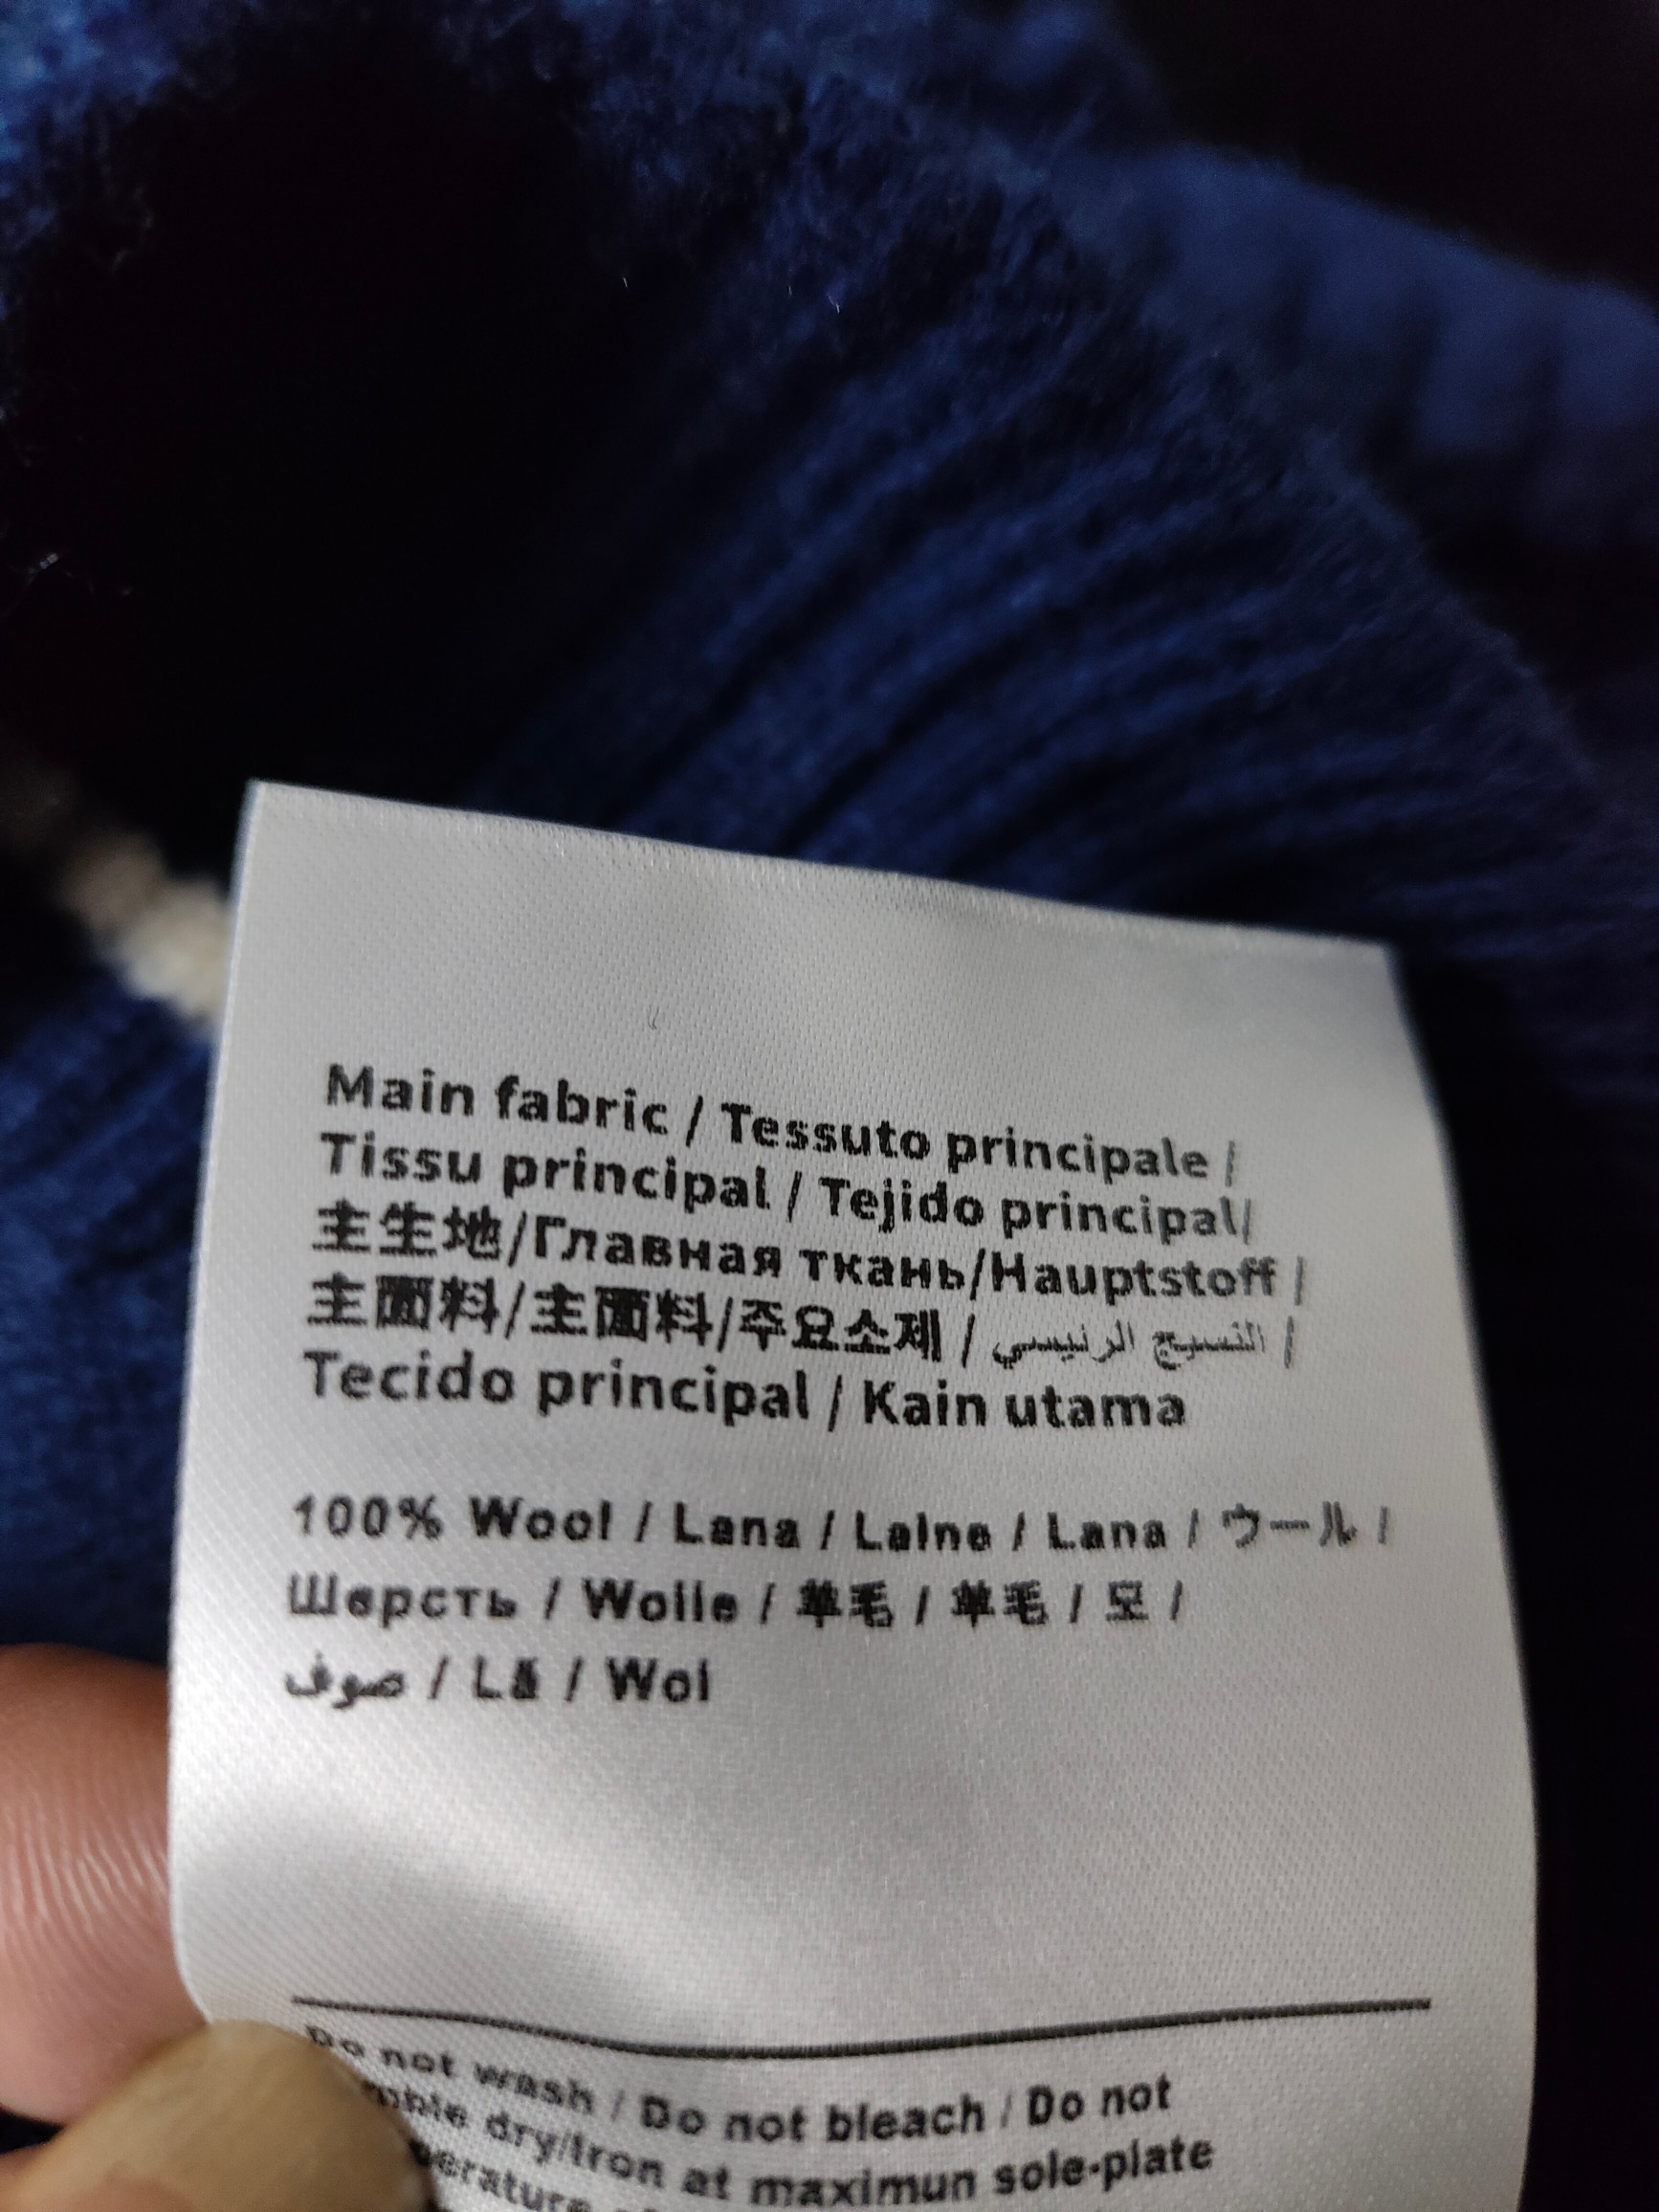 Main fabric / Tessuto principale /
Tissu principal / Tejido principal/
主生地/Главная ткань/Hauptstoff /
主面料/主面料/주요소재 / النسيج الرئيسي /
Tecido principal / Kain utama
100% Wool / Lana / Laine / Lana / ウール /
Шерсть / Wolle / 羊毛 / 羊毛 / 모 /
صوف / Lã / Wol
Do not wash / Do not bleach / Do not
dry/Iron at maximun sole-plate